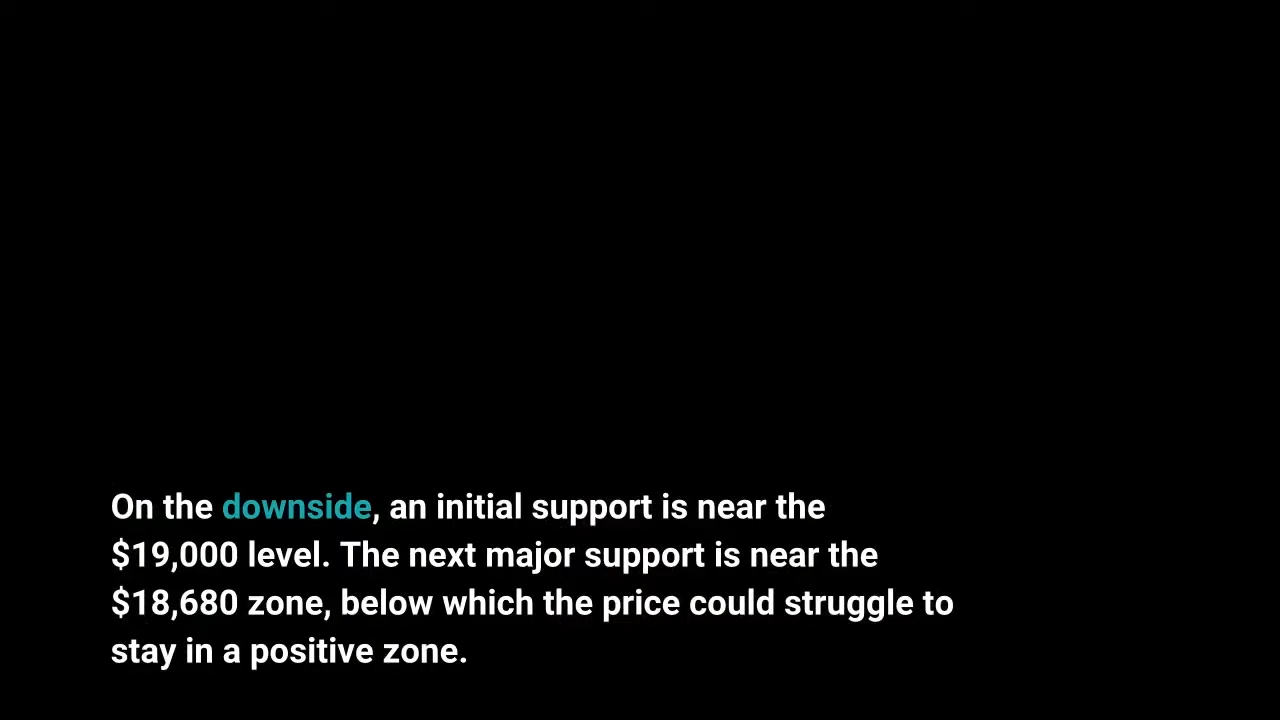 On the downside, an initial support is near the
$19,000 level. The next major support is near the
$18,680 zone, below which the price could struggle to
stay in a positive zone.